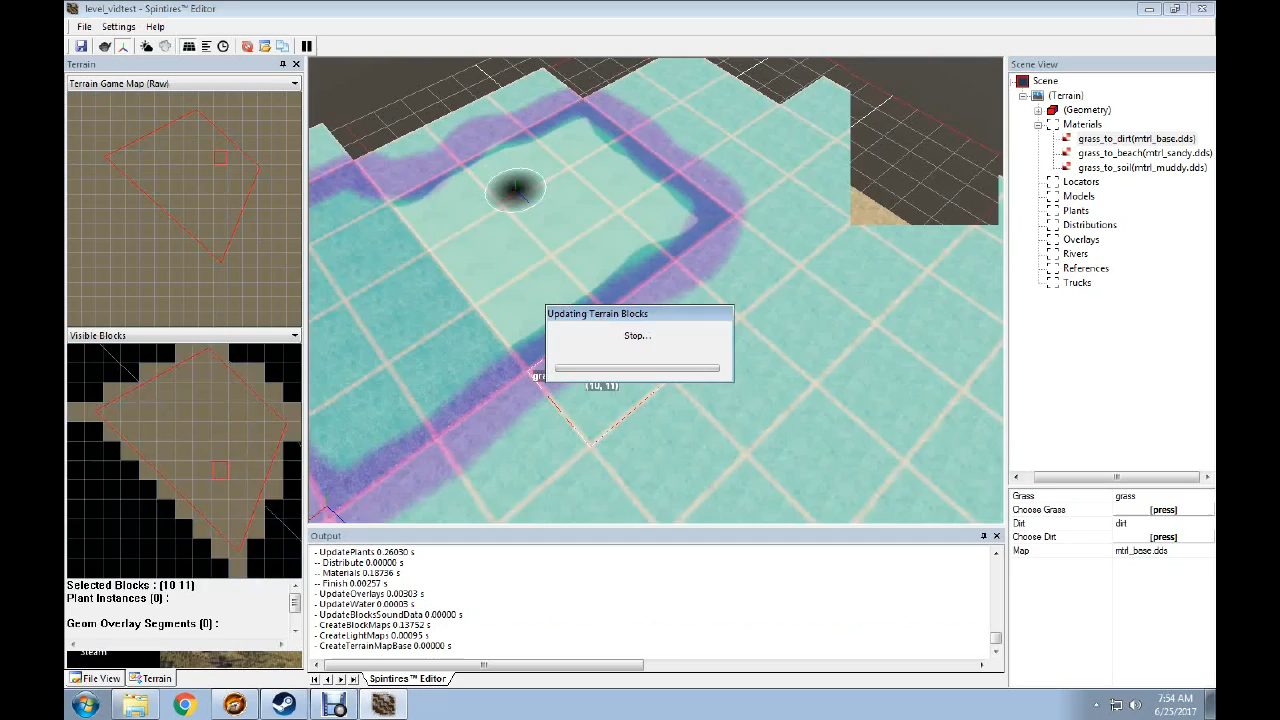 level_vidtest - Spintires™ Editor
File Settings Help
Terrain
Terrain Game Map (Raw)
Visible Blocks
Selected Blocks : (10 11)
Plant Instances (0) :
Geom Overlay Segments (0) :
Steam
File View Terrain
Updating Terrain Blocks
Stop...
(10, 11)
Output
- UpdatePlants 0.26030 s
-- Distribute 0.00000 s
-- Materials 0.18736 s
-- Finish 0.00257 s
- UpdateOverlays 0.00303 s
- UpdateWater 0.00003 s
- UpdateBlocksSoundData 0.00000 s
- CreateBlockMaps 0.13752 s
- CreateLightMaps 0.00095 s
- CreateTerrainMapBase 0.00000 s
Spintires™ Editor
Scene View
Scene
(Terrain)
(Geometry)
Materials
grass_to_dirt(mtrl_base.dds)
grass_to_beach(mtrl_sandy.dds)
grass_to_soil(mtrl_muddy.dds)
Locators
Models
Plants
Distributions
Overlays
Rivers
References
Trucks
Grass grass
Choose Grass [press]
Dirt dirt
Choose Dirt [press]
Map mtrl_base.dds
7:54 AM
6/25/2017